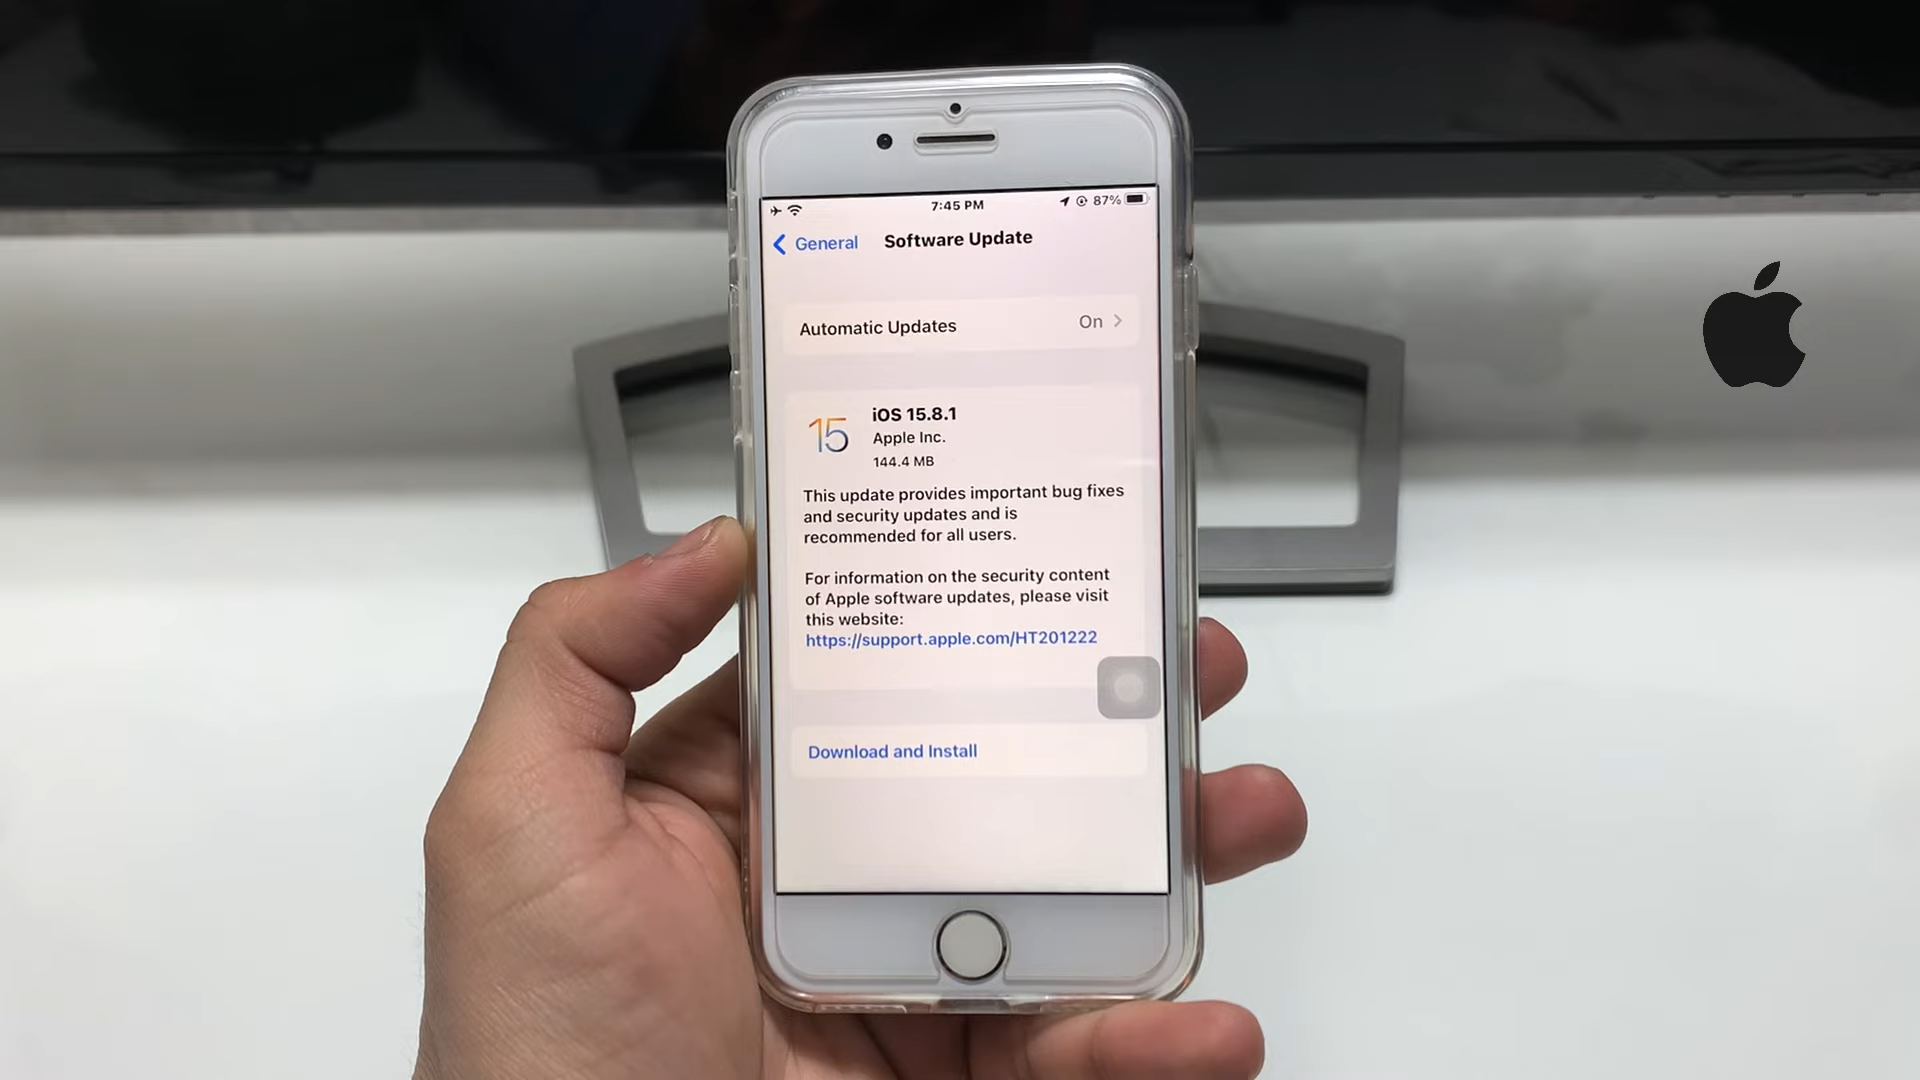 7:45 PM
87%
General
Software Update
Automatic Updates
On
15
iOS 15.8.1
Apple Inc.
144.4 MB
This update provides important bug fixes
and security updates and is
recommended for all users.
For information on the security content
of Apple software updates, please visit
this website:
https://support.apple.com/HT201222
Download and Install